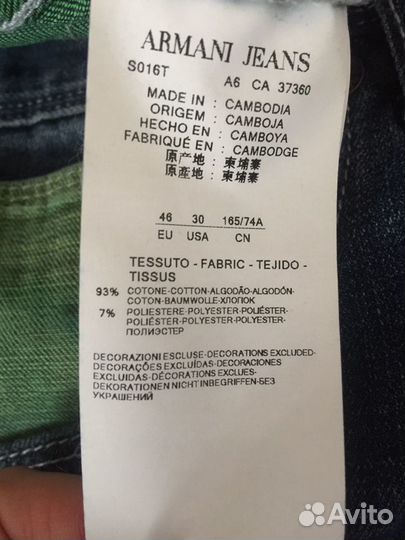 ARMANI JEANS
S016T A6 CA 37360
MADE IN : CAMBODIA
ORIGEM : CAMBOJA
HECHO EN : CAMBOYA
FABRIQUÉ EN : CAMBODGE
原产地 : 柬埔寨
原產地 : 柬埔寨
46 30 165/74A
EU USA CN
TESSUTO - FABRIC - TEJIDO -
TISSUS
93% COTONE-COTTON-ALGODÃO-ALGODÓN-
COTON-BAUMWOLLE-ХЛОПОК
7% POLIESTERE-POLYESTER-POLIÉSTER-
POLIÉSTER-POLYESTER-POLYESTER-
ПОЛИЭСТЕР
DECORAZIONI ESCLUSE-DECORATIONS EXCLUDED-
DECORAÇÕES EXCLUÍDAS-DECORACIONES
EXCLUIDAS-DÉCORATIONS EXCLUES-
DEKORATIONEN NICHT INBEGRIFFEN-БЕЗ
УКРАШЕНИЙ
Avito